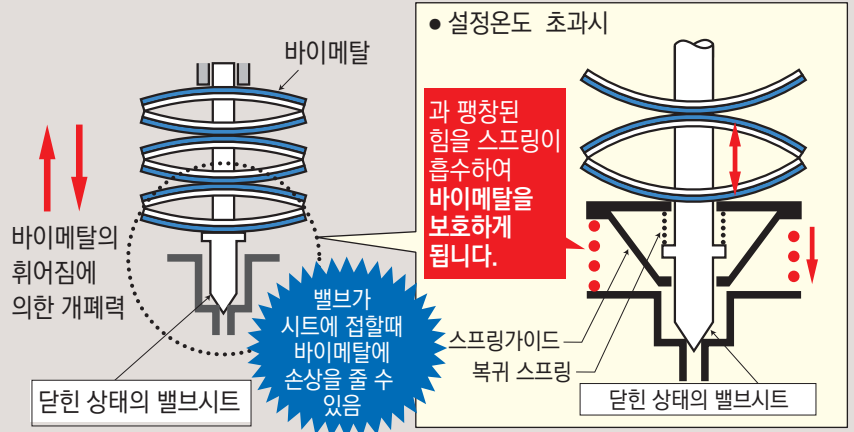 바이메탈
바이메탈의
휘어짐에
의한 개폐력
닫힌 상태의 밸브시트
밸브가
시트에 접할때
바이메탈에
손상을 줄 수
있음
● 설정온도 초과시
과 팽창된
힘을 스프링이
흡수하여
바이메탈을
보호하게
됩니다.
스프링가이드
복귀 스프링
닫힌 상태의 밸브시트